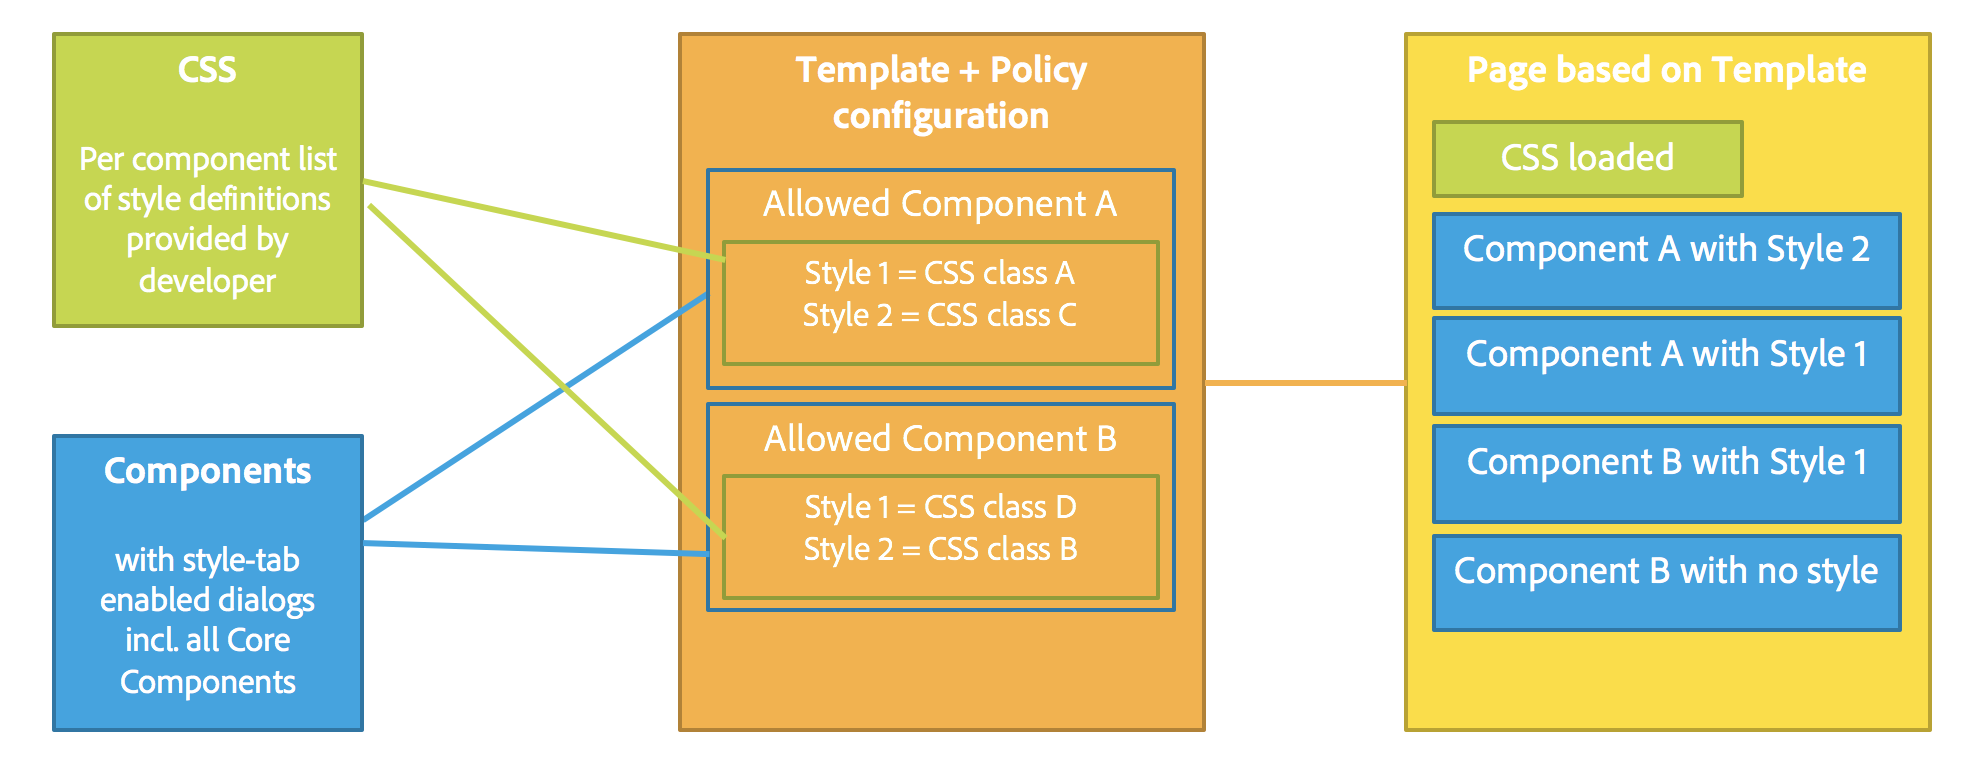 CSS
Per component list
of style definitions
provided by
developer
Components
with style-tab
enabled dialogs
incl. all Core
Components
Template + Policy
configuration
Allowed Component A
Style 1 = CSS class A
Style 2 = CSS class C
Allowed Component B
Style 1 = CSS class D
Style 2 = CSS class B
Page based on Template
CSS loaded
Component A with Style 2
Component A with Style 1
Component B with Style 1
Component B with no style